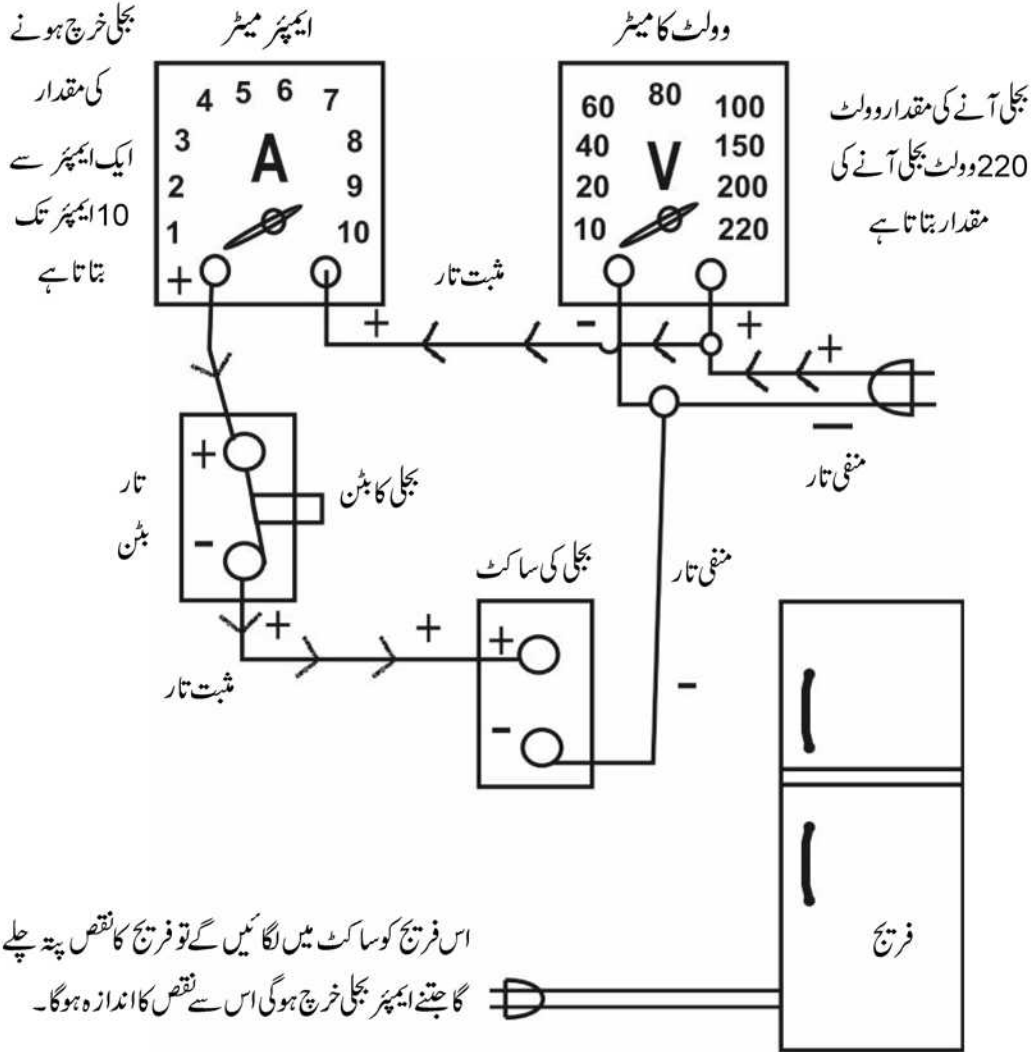 بجلی خرچ ہونے
کی مقدار
ایک ایمپئر سے
10 ایمپئر تک
بتا تا ہے
ایمپئر میٹر
4 5 6 7
3 8
2 9
1 10
A
+
وولٹ کا میٹر
60 80 100
40 150
20 200
10 220
V
بجلی آنے کی مقدار وولٹ
220 وولٹ بجلی آنے کی
مقدار بتا تا ہے
مثبت تار
+ - + +
−
منفی تار
تار
بٹن
+
-
بجلی کا بٹن
منفی تار
بجلی کی ساکٹ
+ + +
مثبت تار
-
-
فریج
اس فریج کو ساکٹ میں لگائیں گے تو فریج کا نقص پتہ چلے
گا جتنے ایمپئر بجلی خرچ ہوگی اس سے نقص کا اندازہ ہوگا۔